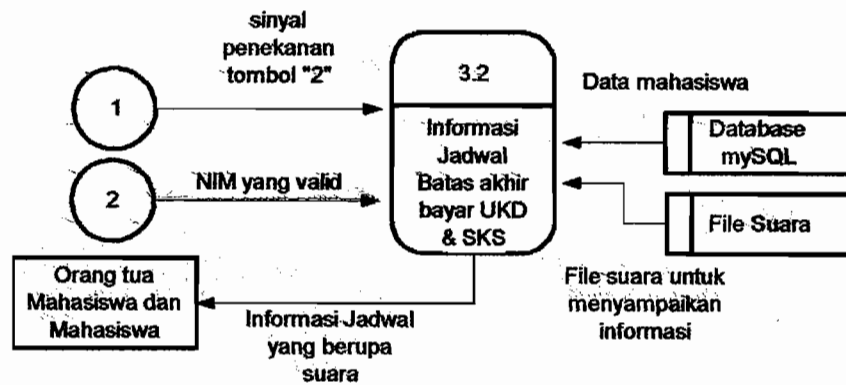 sinyal
penekanan
tombol "2"
1
3.2
Data mahasiswa
Informasi
Jadwal
Batas akhir
bayar UKD
& SKS
Database
mySQL
2
NIM yang valid
File Suara
Orang tua
Mahasiswa dan
Mahasiswa
Informasi Jadwal
yang berupa
suara
File suara untuk
menyampaikan
informasi